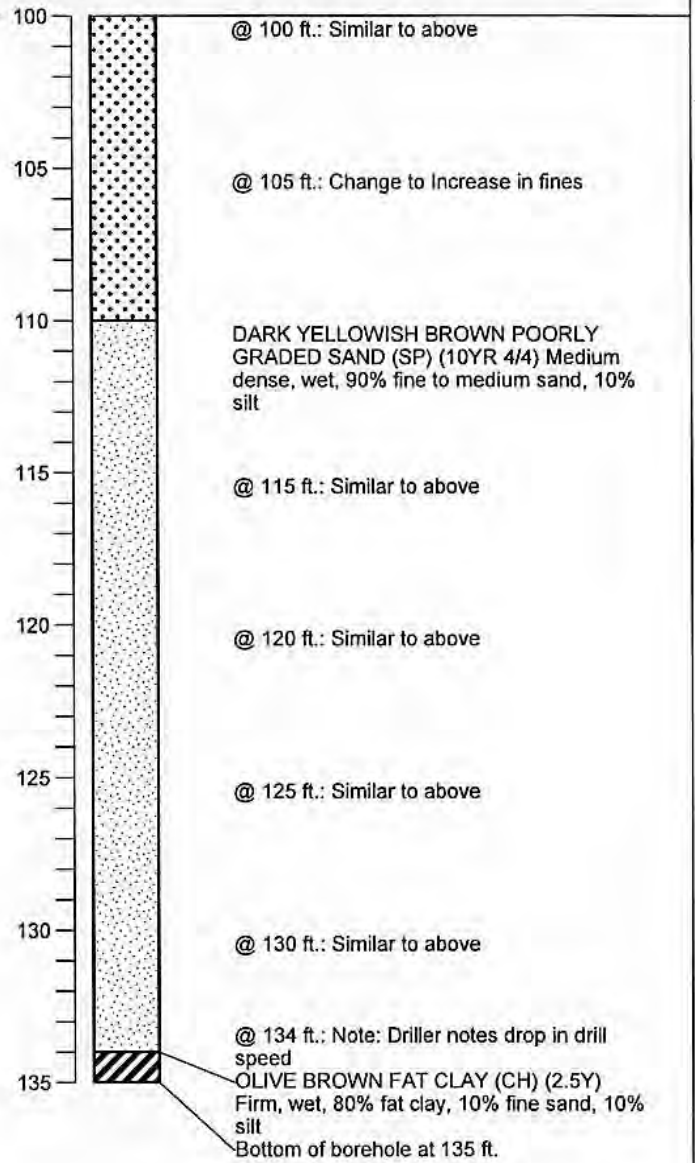 100
@ 100 ft.: Similar to above
105
@ 105 ft.: Change to Increase in fines
110
DARK YELLOWISH BROWN POORLY
GRADED SAND (SP) (10YR 4/4) Medium
dense, wet, 90% fine to medium sand, 10%
silt
115
@ 115 ft.: Similar to above
120
@ 120 ft.: Similar to above
125
@ 125 ft.: Similar to above
130
@ 130 ft.: Similar to above
@ 134 ft.: Note: Driller notes drop in drill
speed
135
OLIVE BROWN FAT CLAY (CH) (2.5Y)
Firm, wet, 80% fat clay, 10% fine sand, 10%
silt
Bottom of borehole at 135 ft.